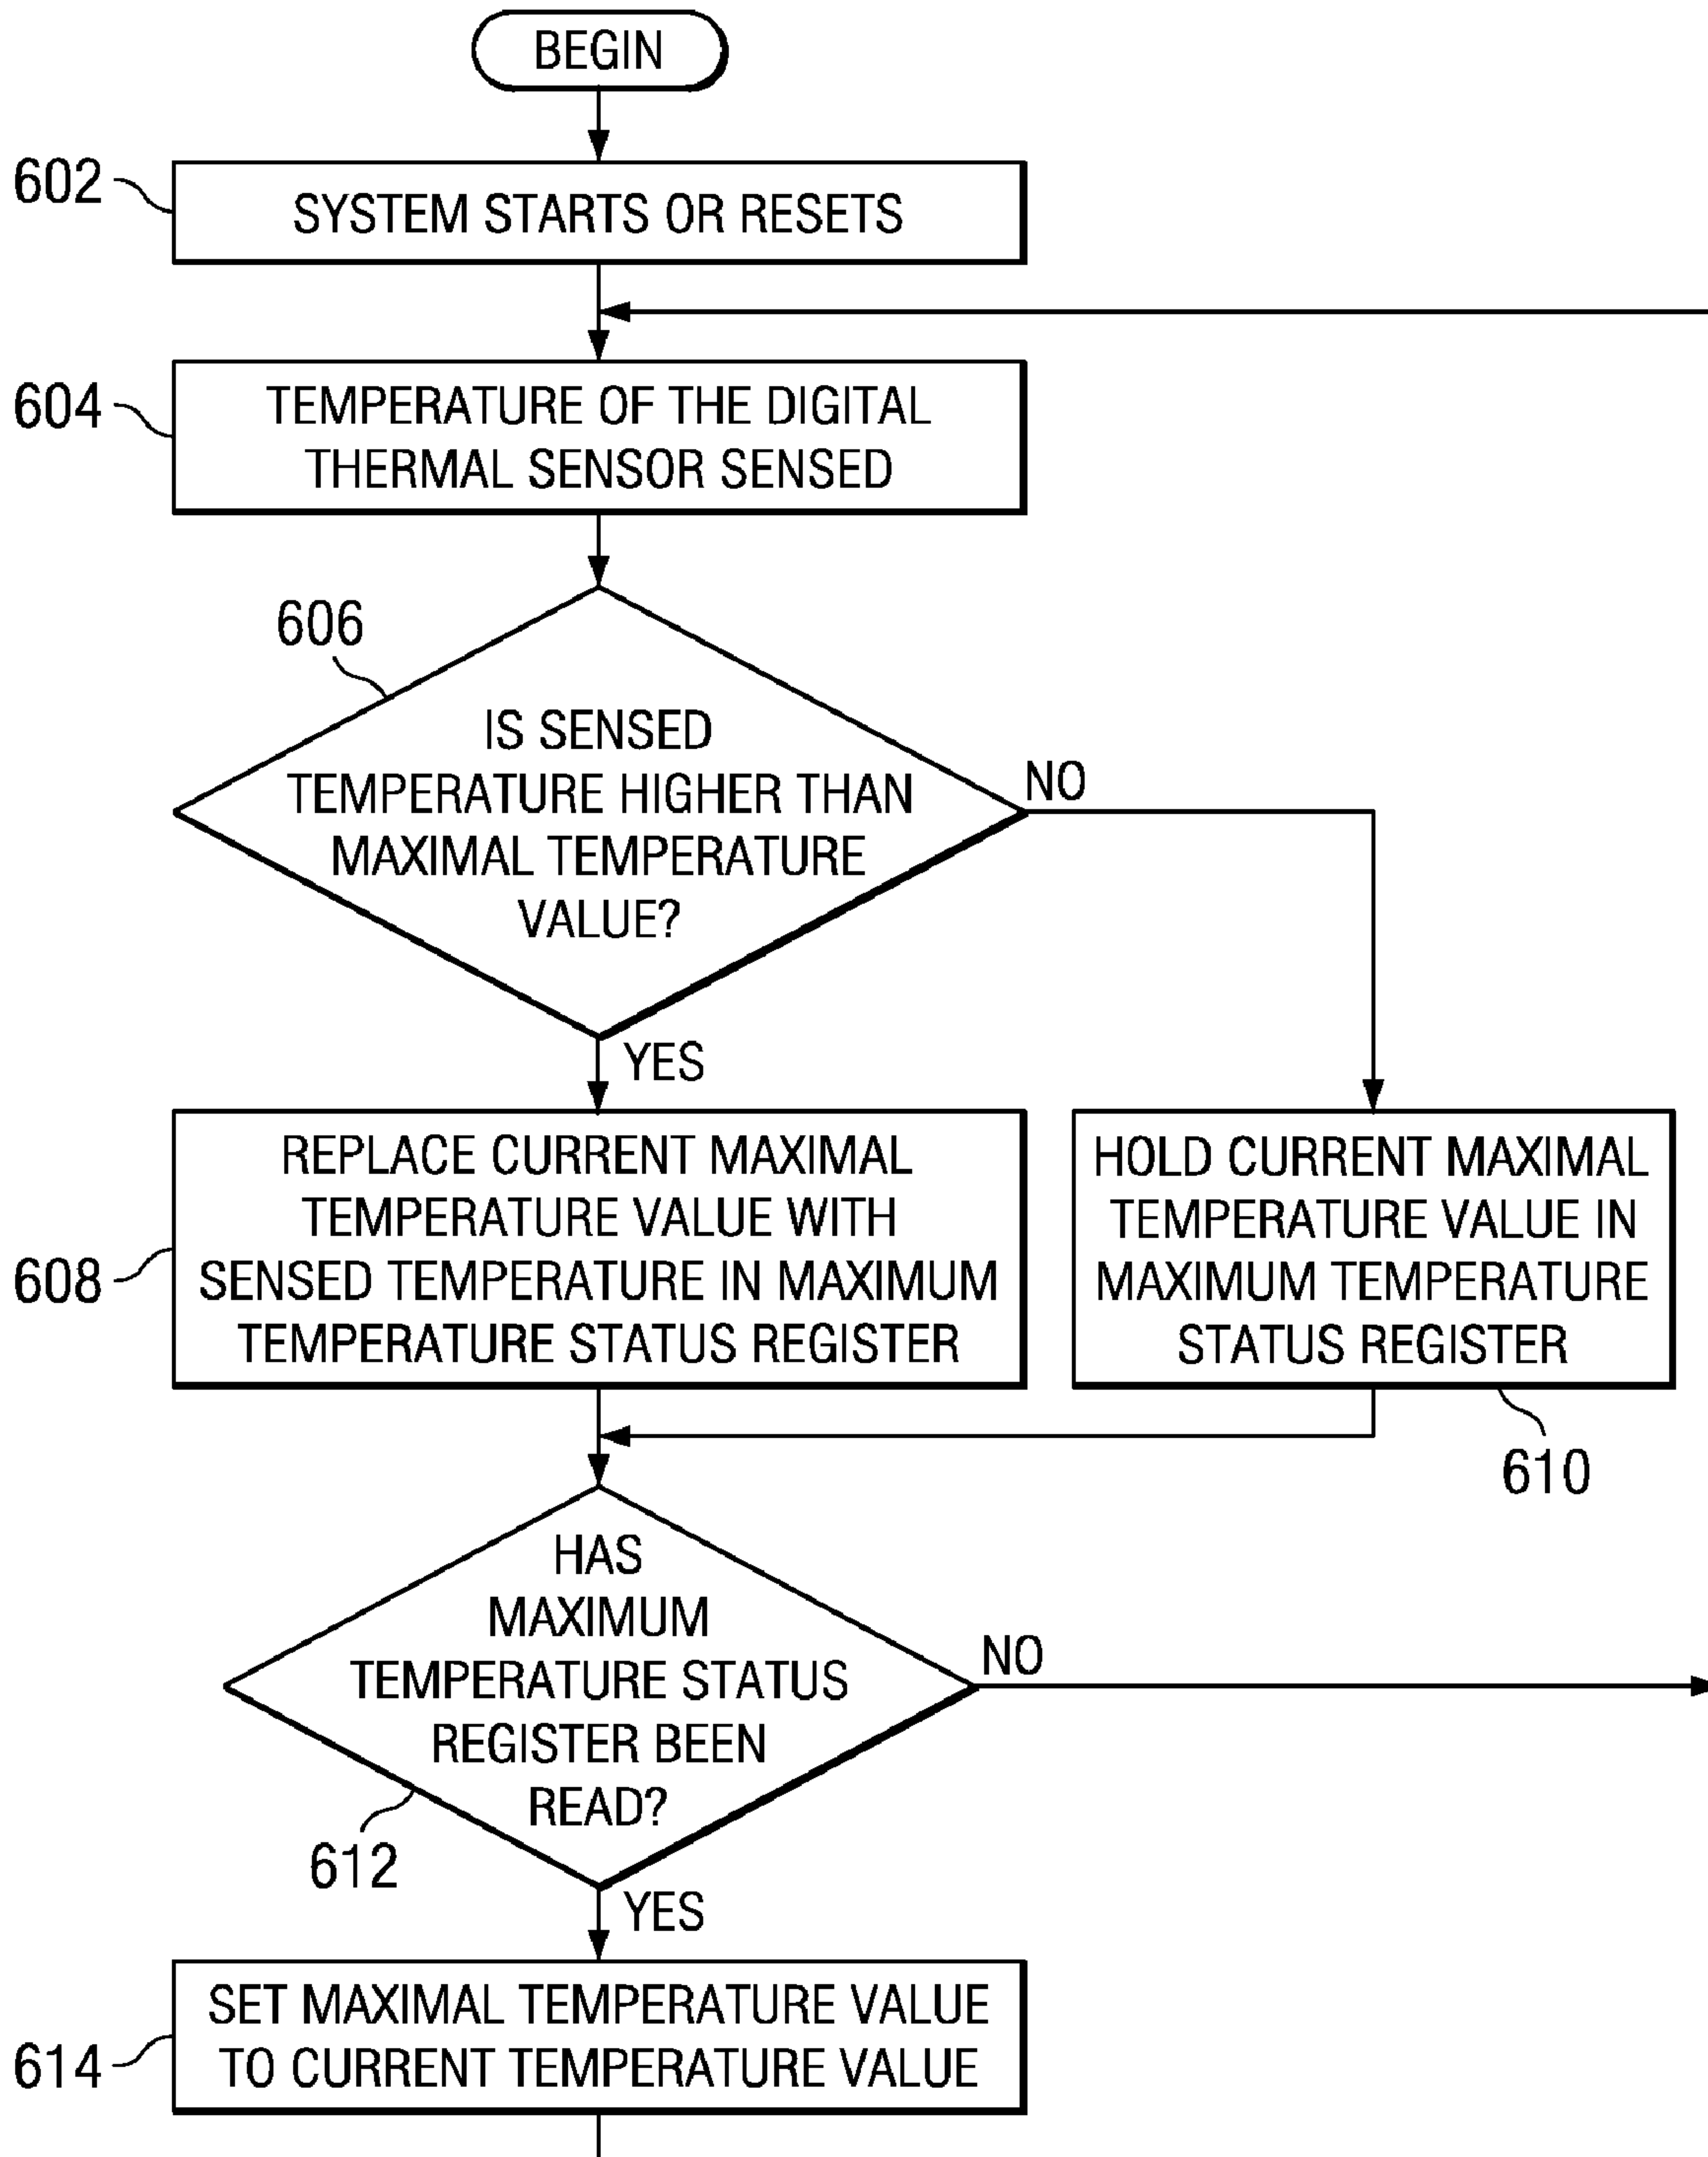 BEGIN
602
SYSTEM STARTS OR RESETS
604
TEMPERATURE OF THE DIGITAL
THERMAL SENSOR SENSED
606
IS SENSED
TEMPERATURE HIGHER THAN
MAXIMAL TEMPERATURE
VALUE?
NO
YES
608
REPLACE CURRENT MAXIMAL
TEMPERATURE VALUE WITH
SENSED TEMPERATURE IN MAXIMUM
TEMPERATURE STATUS REGISTER
HOLD CURRENT MAXIMAL
TEMPERATURE VALUE IN
MAXIMUM TEMPERATURE
STATUS REGISTER
610
HAS
MAXIMUM
TEMPERATURE STATUS
REGISTER BEEN
READ?
NO
612
YES
614
SET MAXIMAL TEMPERATURE VALUE
TO CURRENT TEMPERATURE VALUE